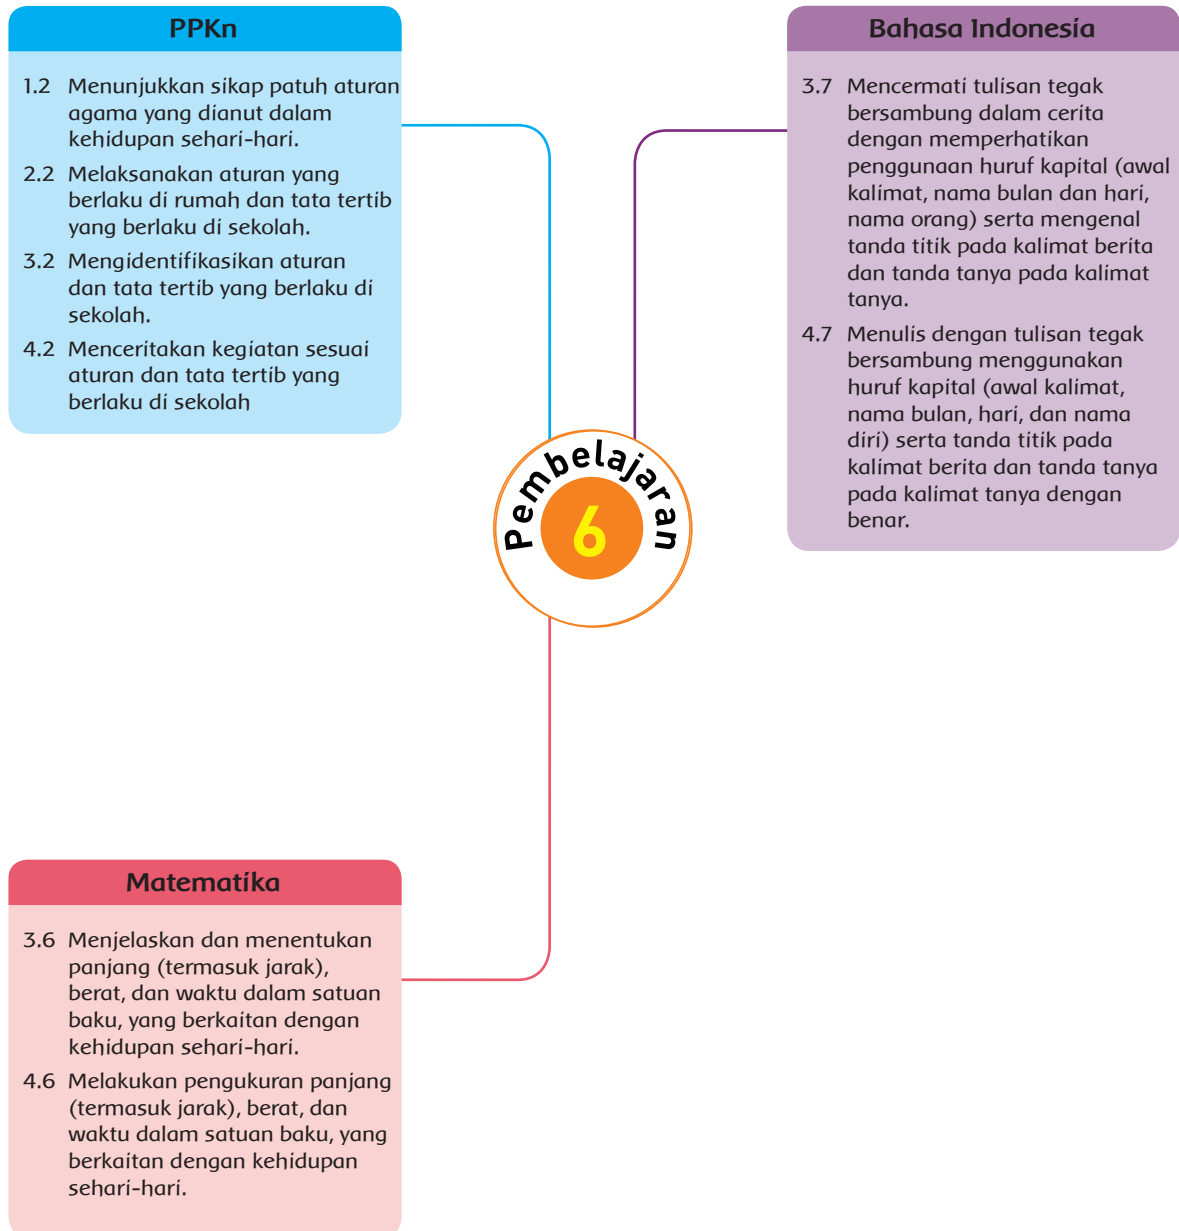 PPKn
1.2 Menunjukkan sikap patuh aturan
agama yang dianut dalam
kehidupan sehari-hari.
2.2 Melaksanakan aturan yang
berlaku di rumah dan tata tertib
yang berlaku di sekolah.
3.2 Mengidentifikasikan aturan
dan tata tertib yang berlaku di
sekolah.
4.2 Menceritakan kegiatan sesuai
aturan dan tata tertib yang
berlaku di sekolah
Bahasa Indonesia
3.7 Mencermati tulisan tegak
bersambung dalam cerita
dengan memperhatikan
penggunaan huruf kapital (awal
kalimat, nama bulan dan hari,
nama orang) serta mengenal
tanda titik pada kalimat berita
dan tanda tanya pada kalimat
tanya.
4.7 Menulis dengan tulisan tegak
bersambung menggunakan
huruf kapital (awal kalimat,
nama bulan, hari, dan nama
diri) serta tanda titik pada
kalimat berita dan tanda tanya
pada kalimat tanya dengan
benar.
Pembelajaran
6
Matematika
3.6 Menjelaskan dan menentukan
panjang (termasuk jarak),
berat, dan waktu dalam satuan
baku, yang berkaitan dengan
kehidupan sehari-hari.
4.6 Melakukan pengukuran panjang
(termasuk jarak), berat, dan
waktu dalam satuan baku, yang
berkaitan dengan kehidupan
sehari-hari.